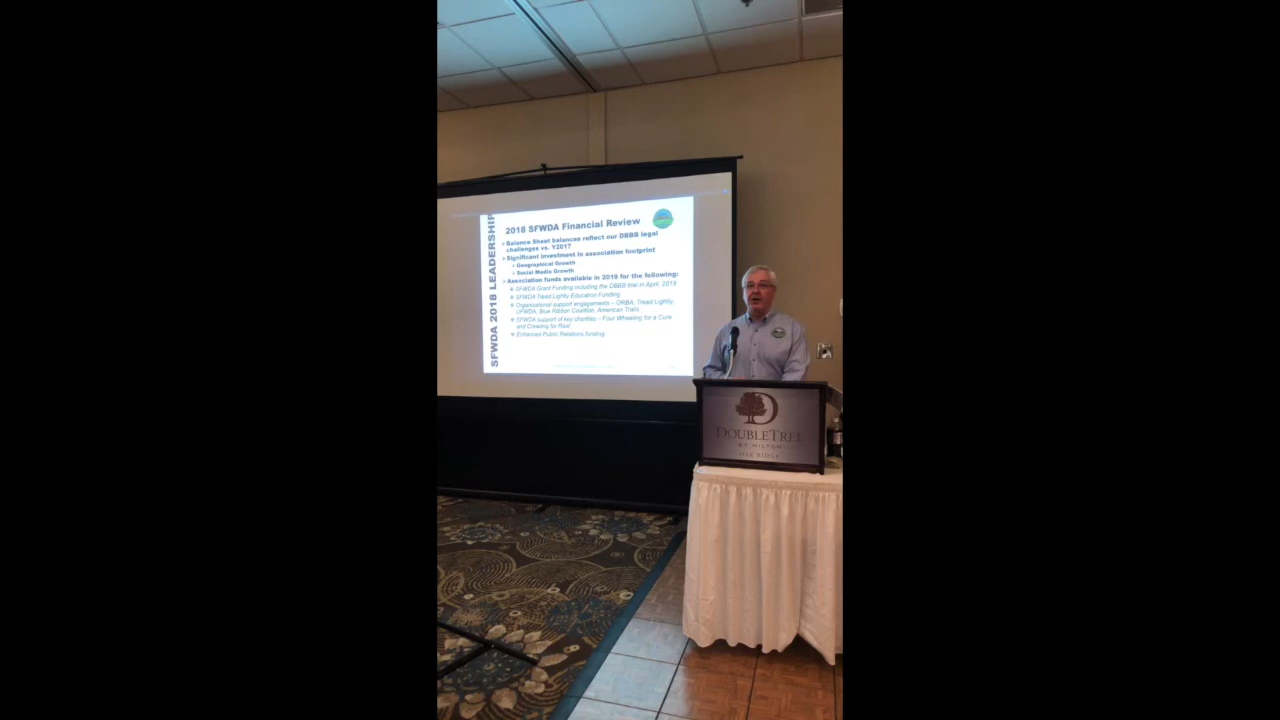 SFWDA 2018 LEADERSHIP
2018 SFWDA Financial Review
Balance Sheet balances reflect our DBBB legal
challenges vs. Y2017
Significant investment in association footprint
Geographical Growth
Social Media Growth
Association funds available in 2019 for the following:
SFWDA Grant Funding including the DBBB trial in April, 2019
SFWDA Tread Lightly Education Funding
Organizational support engagements – ORBA, Tread Lightly,
UFWDA, Blue Ribbon Coalition, American Trails
SFWDA support of key charities – Four Wheeling for a Cure
and Crawling for Reid
Enhanced Public Relations funding
D
DOUBLETREE
BY HILTON
OAK RIDGE